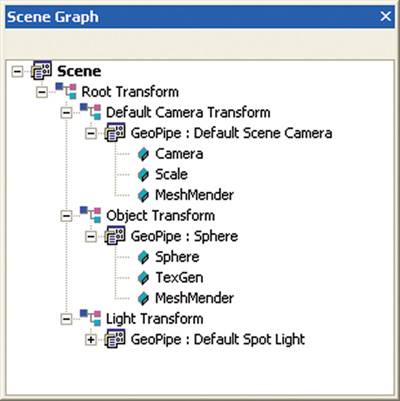 Scene Graph
Scene
Root Transform
Default Camera Transform
GeoPipe : Default Scene Camera
Camera
Scale
MeshMender
Object Transform
GeoPipe : Sphere
Sphere
TexGen
MeshMender
Light Transform
GeoPipe : Default Spot Light